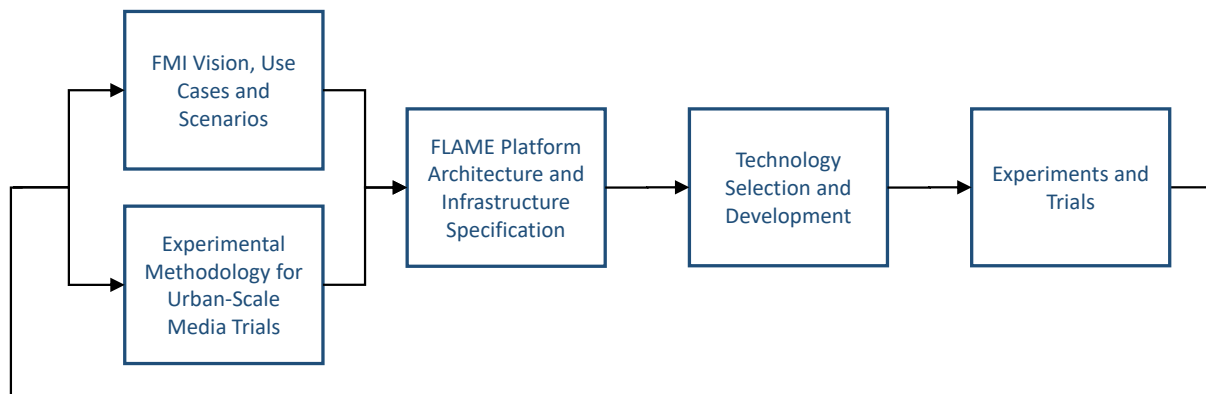 FMI Vision, Use
Cases and
Scenarios
Experimental
Methodology for
Urban-Scale
Media Trials
FLAME Platform
Architecture and
Infrastructure
Specification
Technology
Selection and
Development
Experiments and
Trials